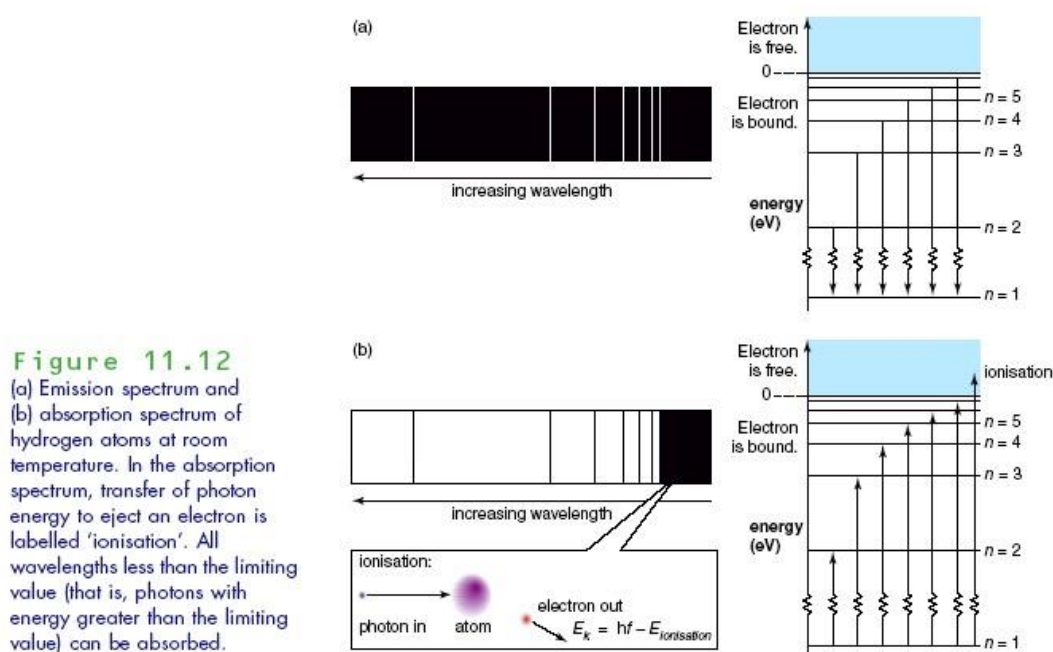 (a)
increasing wavelength
Electron
is free.
0
Electron
is bound.
energy
(eV)
n = 5
n = 4
n = 3
n = 2
n = 1
Figure 11.12
(a) Emission spectrum and
(b) absorption spectrum of
hydrogen atoms at room
temperature. In the absorption
spectrum, transfer of photon
energy to eject an electron is
labelled ‘ionisation’. All
wavelengths less than the limiting
value (that is, photons with
energy greater than the limiting
value) can be absorbed.
(b)
increasing wavelength
ionisation:
photon in
atom
electron out
E_k = hf – E_ionisation
Electron
is free.
0
Electron
is bound.
energy
(eV)
ionisation
n = 5
n = 4
n = 3
n = 2
n = 1